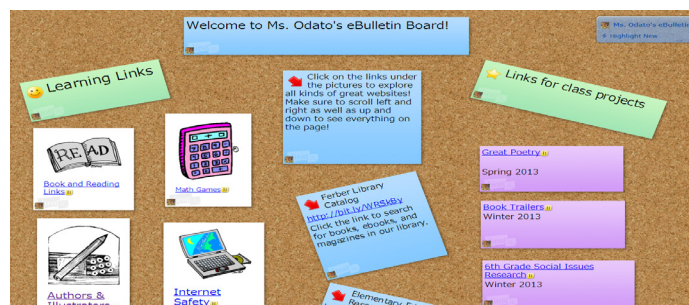 Welcome to Ms. Odato's eBulletin Board!
Ms. Odato's eBulletin
Highlight New
Learning Links
Click on the links under
the pictures to explore
all kinds of great websites!
Make sure to scroll left and
right as well as up and
down to see everything on
the page!
Links for class projects
READ
Book and Reading
Links
Math Games
Great Poetry
Spring 2013
Ferber Library
Catalog
http://bit.ly/WRSkBy
Click the link to search
for books, ebooks, and
magazines in our library.
Book Trailers
Winter 2013
Authors &
Illustrators
Internet
Safety
6th Grade Social Issues
Research
Winter 2013
Elementary